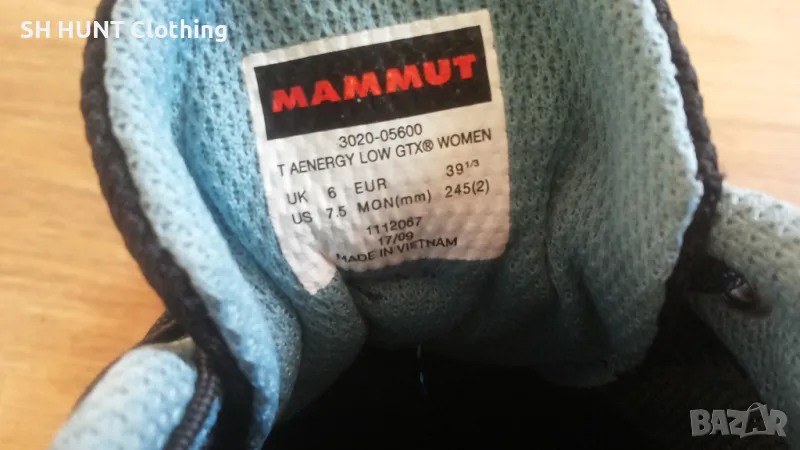 SH HUNT Clothing
MAMMUT
3020-05600
T AENERGY LOW GTX® WOMEN
UK 6 EUR 39 1/3
US 7.5 MON(mm) 245(2)
1112067
17/09
MADE IN VIETNAM
BAZAR